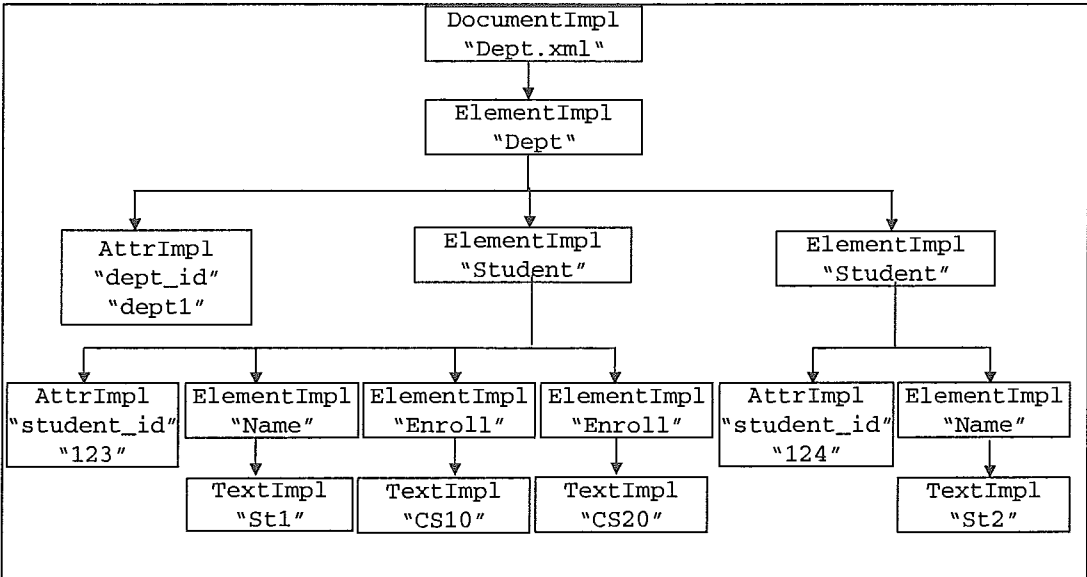 DocumentImpl
“Dept.xml“
ElementImpl
“Dept”
AttrImpl
“dept_id”
“dept1”
ElementImpl
“Student”
ElementImpl
“Student”
AttrImpl
“student_id”
“123”
ElementImpl
“Name”
ElementImpl
“Enroll”
ElementImpl
“Enroll”
AttrImpl
“student_id”
“124”
ElementImpl
“Name”
TextImpl
“St1”
TextImpl
“CS10”
TextImpl
“CS20”
TextImpl
“St2”